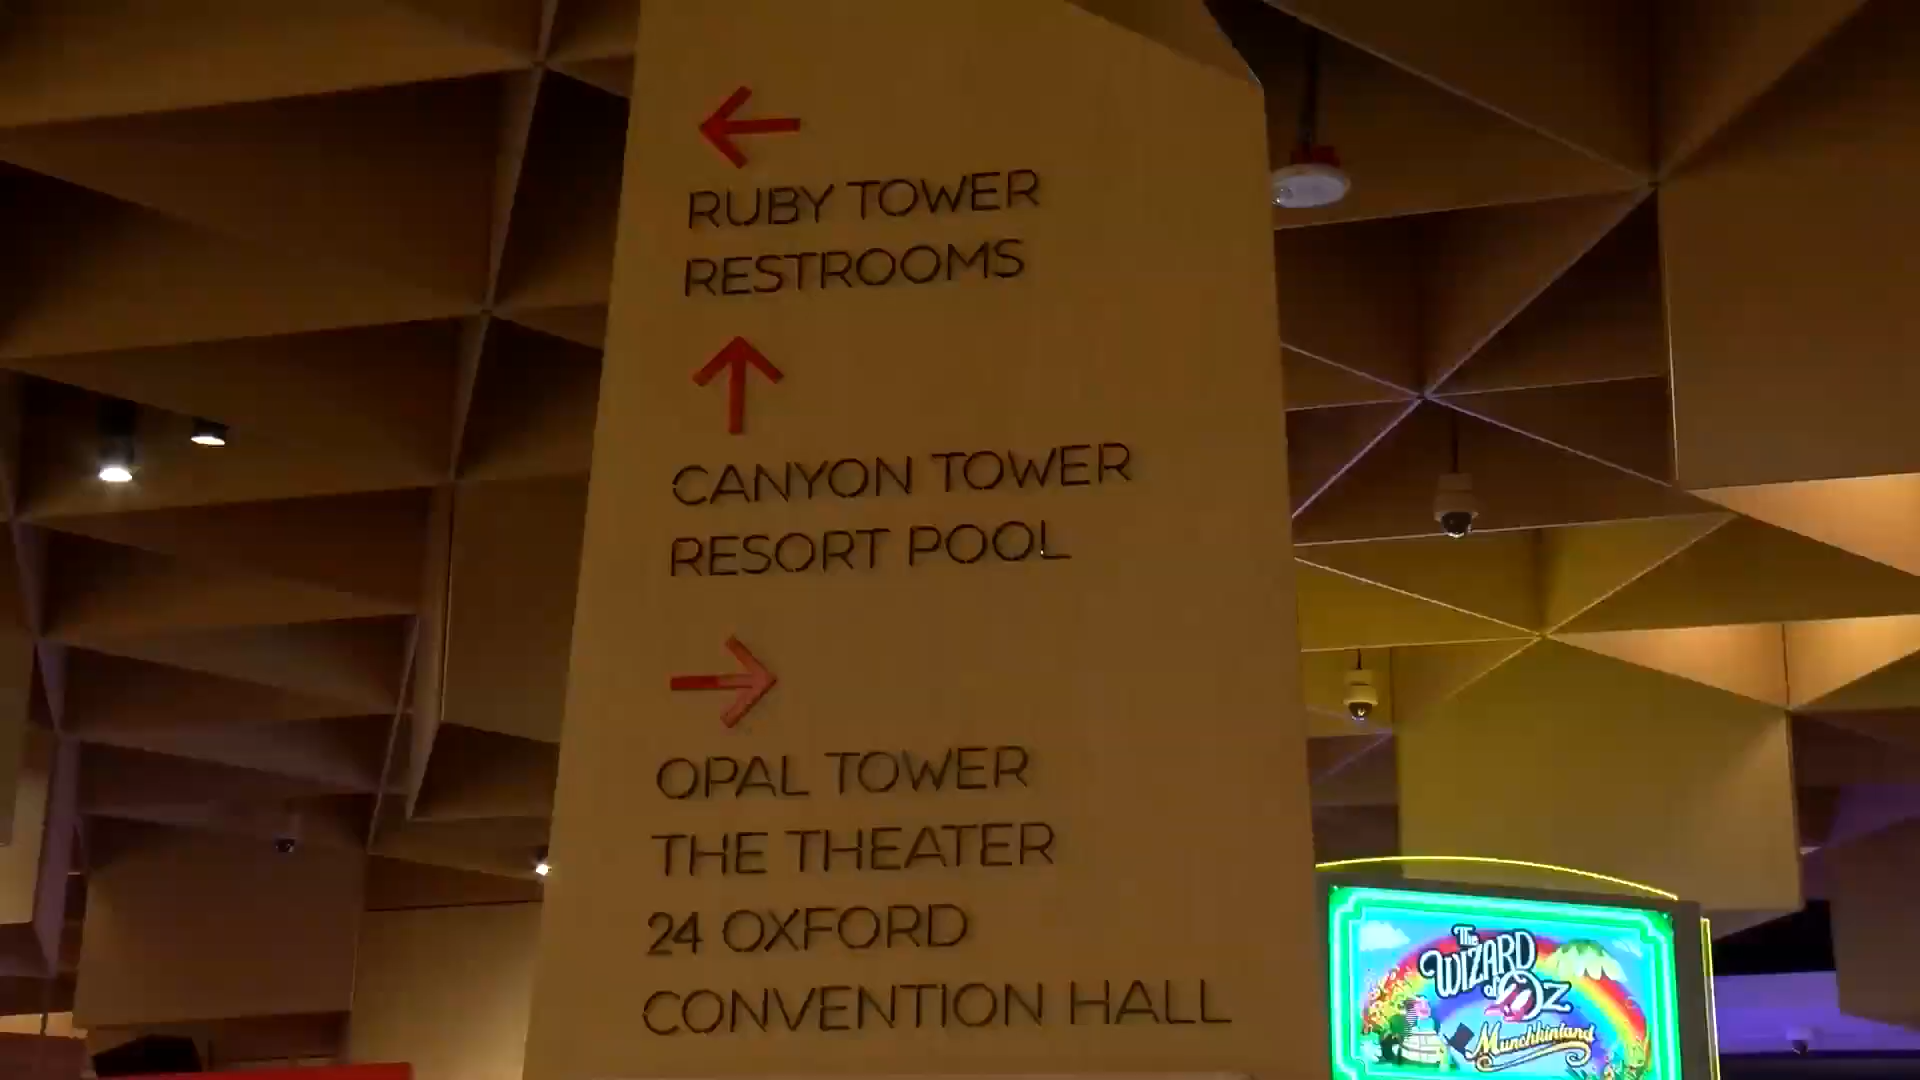 RUBY TOWER
RESTROOMS
CANYON TOWER
RESORT POOL
OPAL TOWER
THE THEATER
24 OXFORD
CONVENTION HALL
The
WIZARD
of OZ
Munchkinland